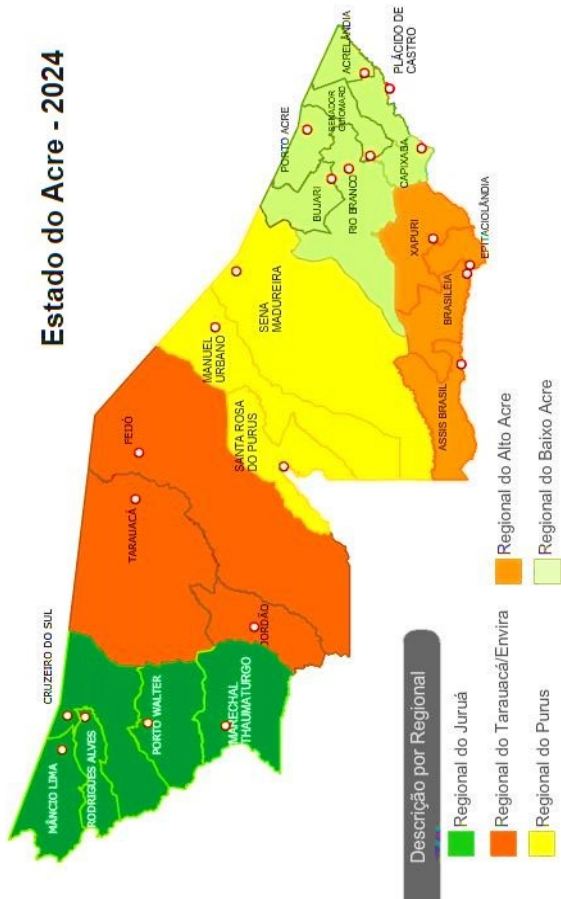 Estado do Acre - 2024
CRUZEIRO DO SUL
MÂNCIO LIMA
RODRIGUES ALVES
PORTO WALTER
MARECHAL
THAUMATURGO
TARAUACÁ
FEIJÓ
JORDÃO
SANTA ROSA
DO PURUS
MANUEL
URBANO
SENA
MADUREIRA
PORTO ACRE
ACRELÂNDIA
SENADOR
GUIOMARD
BUJARI
RIO BRANCO
PLÁCIDO DE
CASTRO
CAPIXABA
XAPURI
EPITACIOLÂNDIA
BRASILÉIA
ASSIS BRASIL
Descrição por Regional
Regional do Juruá
Regional do Tarauacá/Envira
Regional do Purus
Regional do Alto Acre
Regional do Baixo Acre